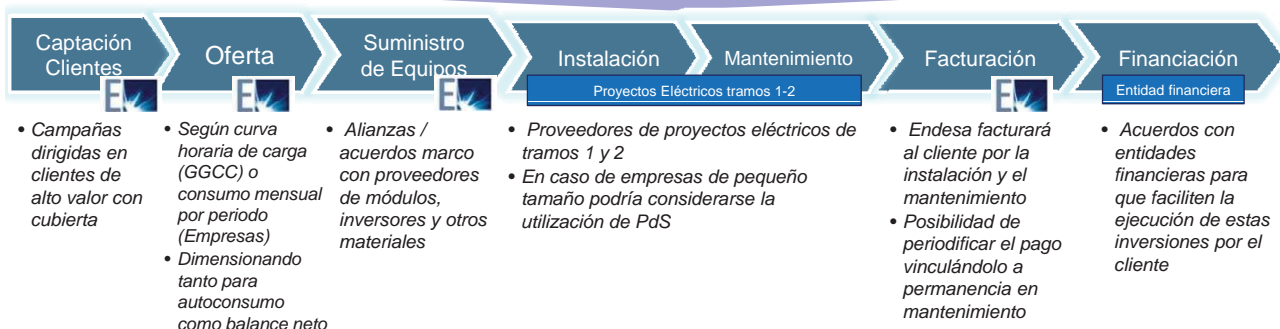 Captación
Clientes
Oferta
Suministro
de Equipos
Instalación
Mantenimiento
Facturación
Financiación
Proyectos Eléctricos tramos 1-2
Entidad financiera
• Campañas
dirigidas en
clientes de
alto valor con
cubierta
• Según curva
horaria de carga
(GGCC) o
consumo mensual
por periodo
(Empresas)
• Dimensionando
tanto para
autoconsumo
como balance neto
• Alianzas /
acuerdos marco
con proveedores
de módulos,
inversores y otros
materiales
• Proveedores de proyectos eléctricos de
tramos 1 y 2
• En caso de empresas de pequeño
tamaño podría considerarse la
utilización de PdS
• Endesa facturará
al cliente por la
instalación y el
mantenimiento
• Posibilidad de
periodificar el pago
vinculándolo a
permanencia en
mantenimiento
• Acuerdos con
entidades
financieras para
que faciliten la
ejecución de estas
inversiones por el
cliente